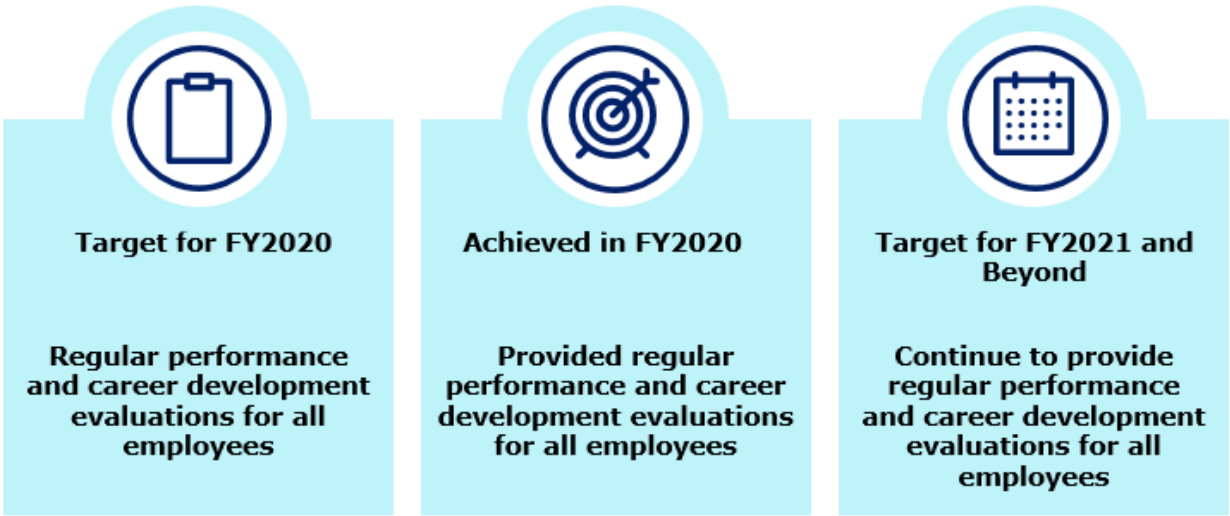 Target for FY2020
Regular performance
and career development
evaluations for all
employees
Achieved in FY2020
Provided regular
performance and career
development evaluations
for all employees
Target for FY2021 and
Beyond
Continue to provide
regular performance
and career development
evaluations for all
employees